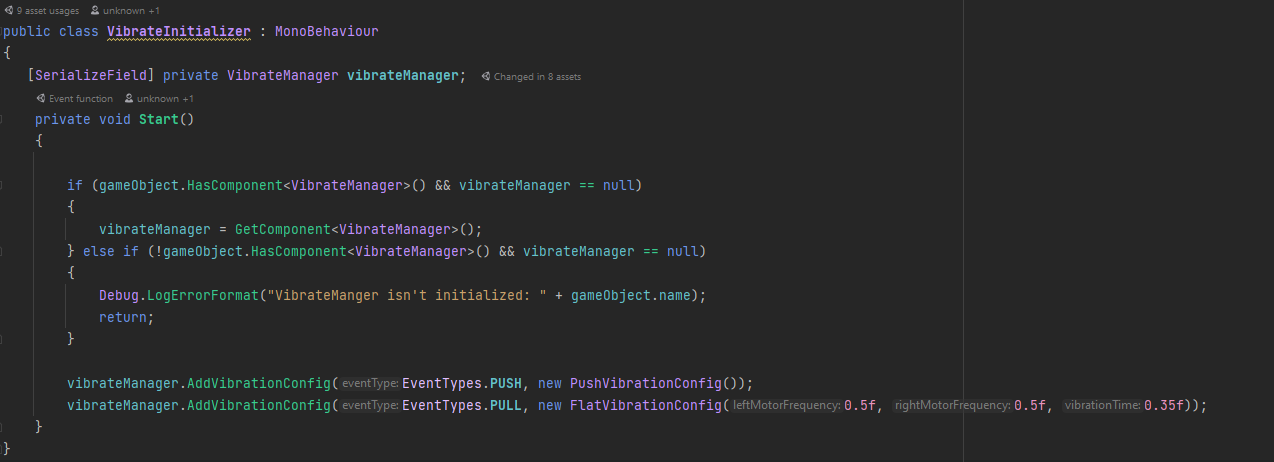 9 asset usages unknown +1
public class VibrateInitializer : MonoBehaviour
{
[SerializeField] private VibrateManager vibrateManager; Changed in 8 assets
Event function unknown +1
private void Start()
{
if (gameObject.HasComponent<VibrateManager>() && vibrateManager == null)
{
vibrateManager = GetComponent<VibrateManager>();
} else if (!gameObject.HasComponent<VibrateManager>() && vibrateManager == null)
{
Debug.LogErrorFormat("VibrateManger isn't initialized: " + gameObject.name);
return;
}
vibrateManager.AddVibrationConfig(eventType:EventTypes.PUSH, new PushVibrationConfig());
vibrateManager.AddVibrationConfig(eventType:EventTypes.PULL, new FlatVibrationConfig(leftMotorFrequency:0.5f, rightMotorFrequency:0.5f, vibrationTime:0.35f));
}
}